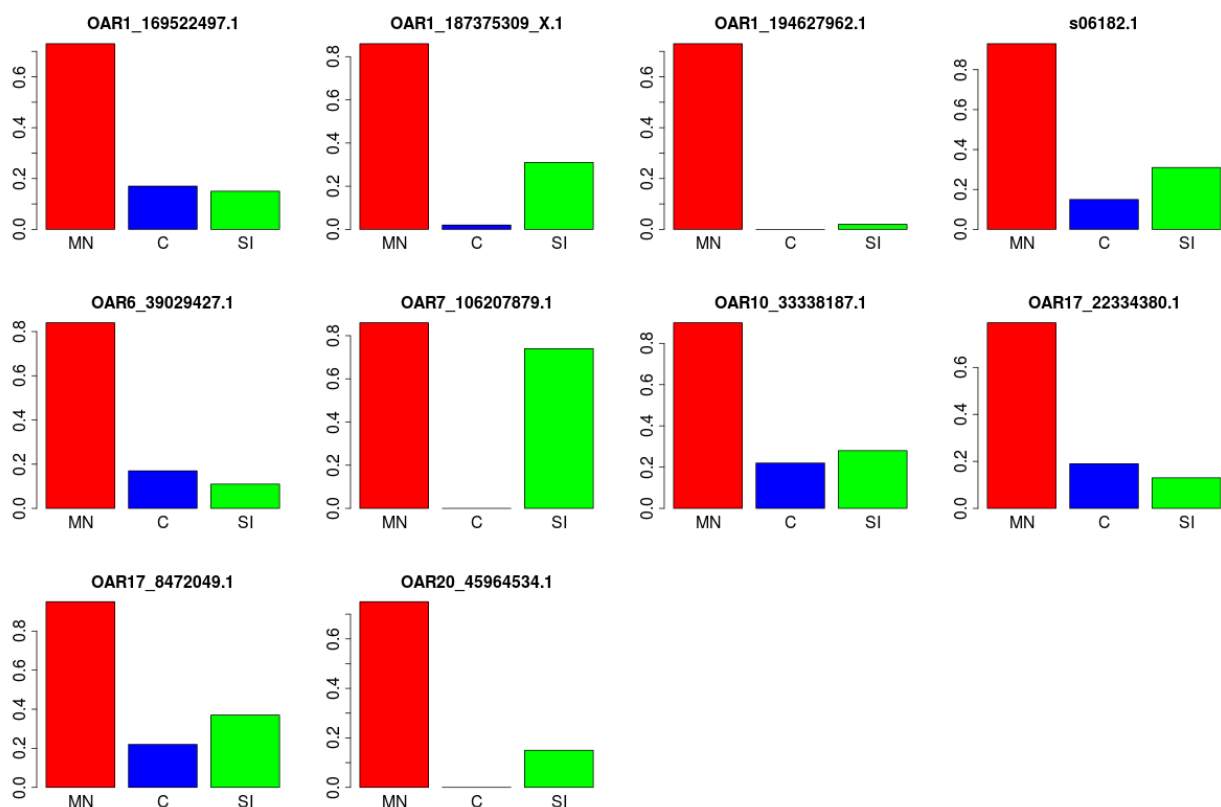 OAR1_169522497.1
0.0 0.2 0.4 0.6
MN C SI
OAR1_187375309_X.1
0.0 0.2 0.4 0.6 0.8
MN C SI
OAR1_194627962.1
0.0 0.2 0.4 0.6
MN C SI
s06182.1
0.0 0.2 0.4 0.6 0.8
MN C SI
OAR6_39029427.1
0.0 0.2 0.4 0.6 0.8
MN C SI
OAR7_106207879.1
0.0 0.2 0.4 0.6 0.8
MN C SI
OAR10_33338187.1
0.0 0.2 0.4 0.6 0.8
MN C SI
OAR17_22334380.1
0.0 0.2 0.4 0.6
MN C SI
OAR17_8472049.1
0.0 0.2 0.4 0.6 0.8
MN C SI
OAR20_45964534.1
0.0 0.2 0.4 0.6
MN C SI